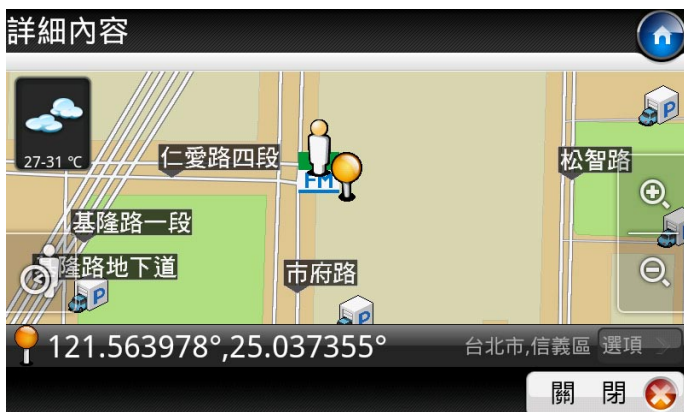 詳細內容
27-31 ℃
仁愛路四段
松智路
FM
P
基隆路一段
隆路地下道
市府路
P
P
121.563978°,25.037355°
台北市,信義區
選項
關 閉